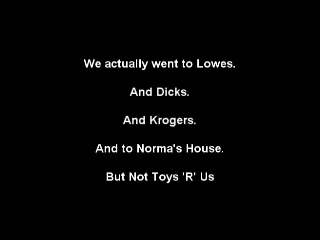 We actually went to Lowes.
And Dicks.
And Krogers.
And to Norma's House.
But Not Toys 'R' Us